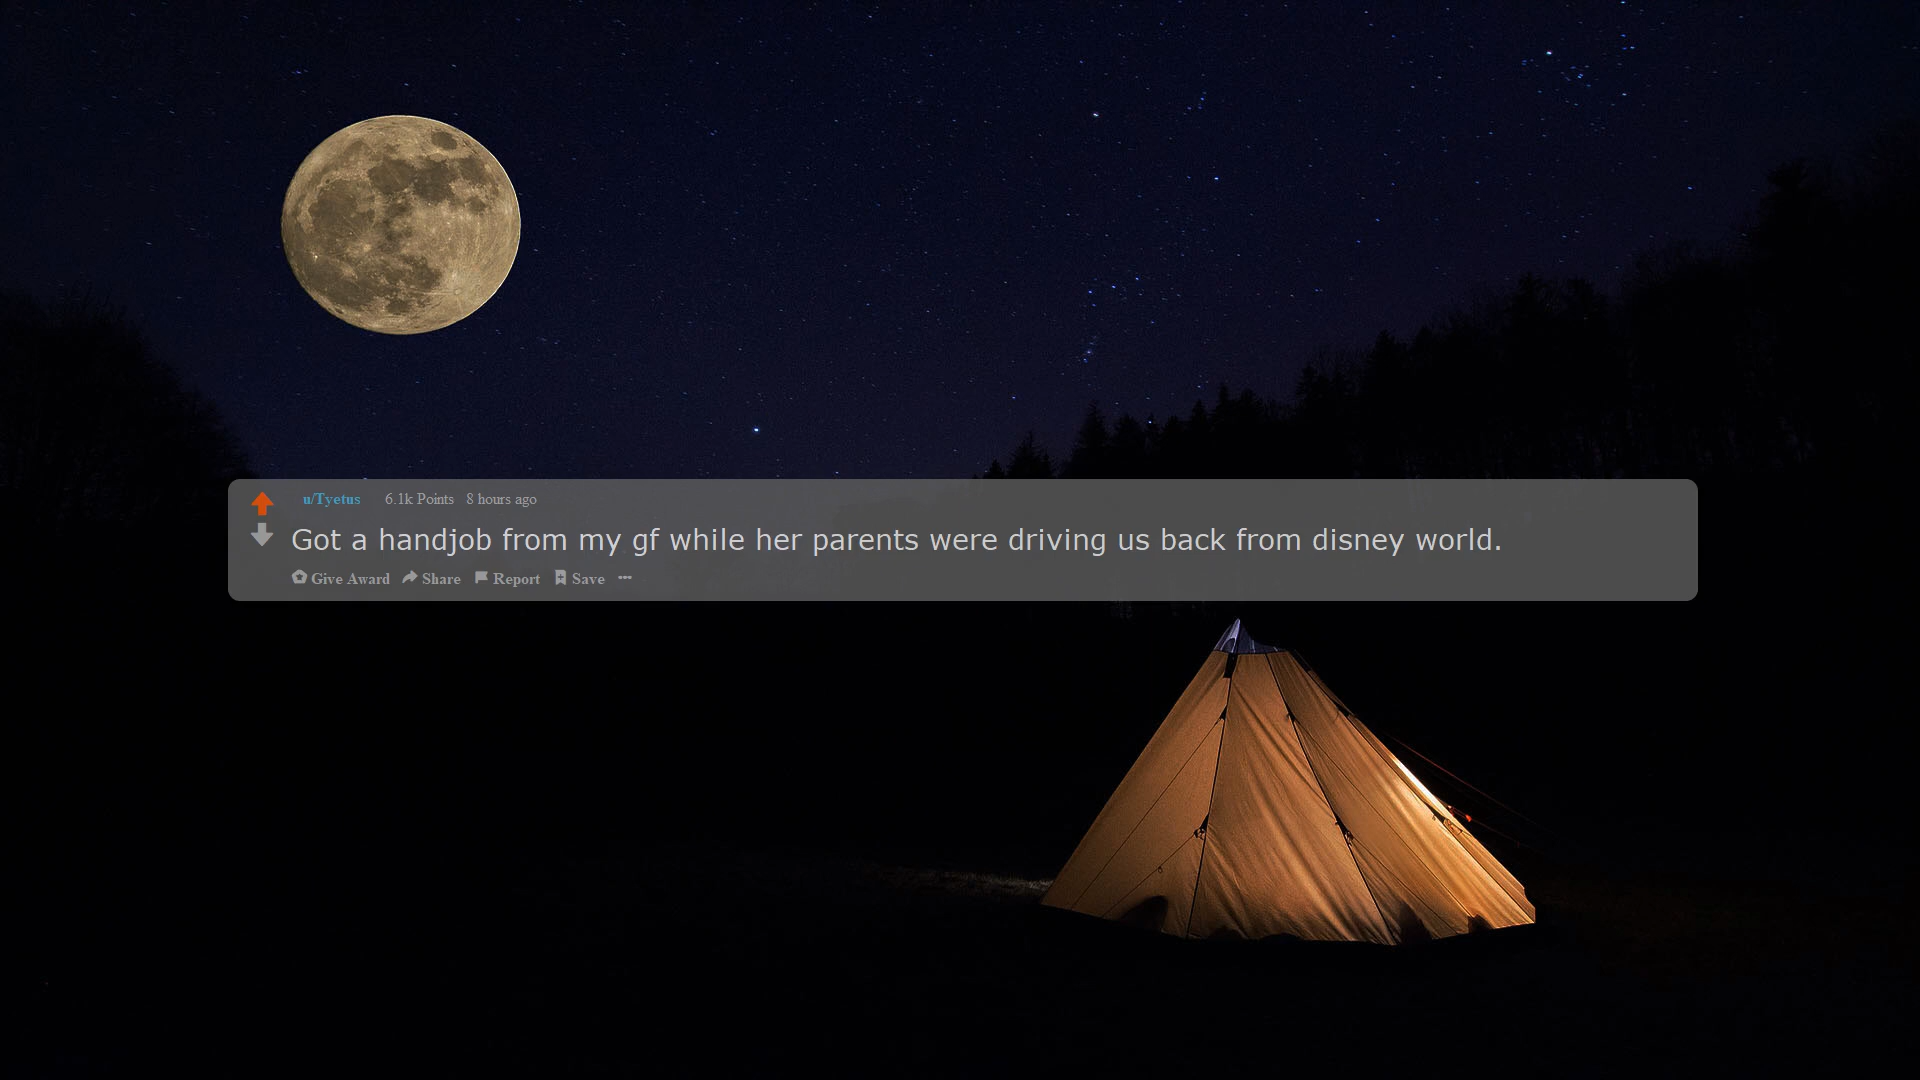 u/Tyetus 6.1k Points 8 hours ago
Got a handjob from my gf while her parents were driving us back from disney world.
Give Award Share Report Save